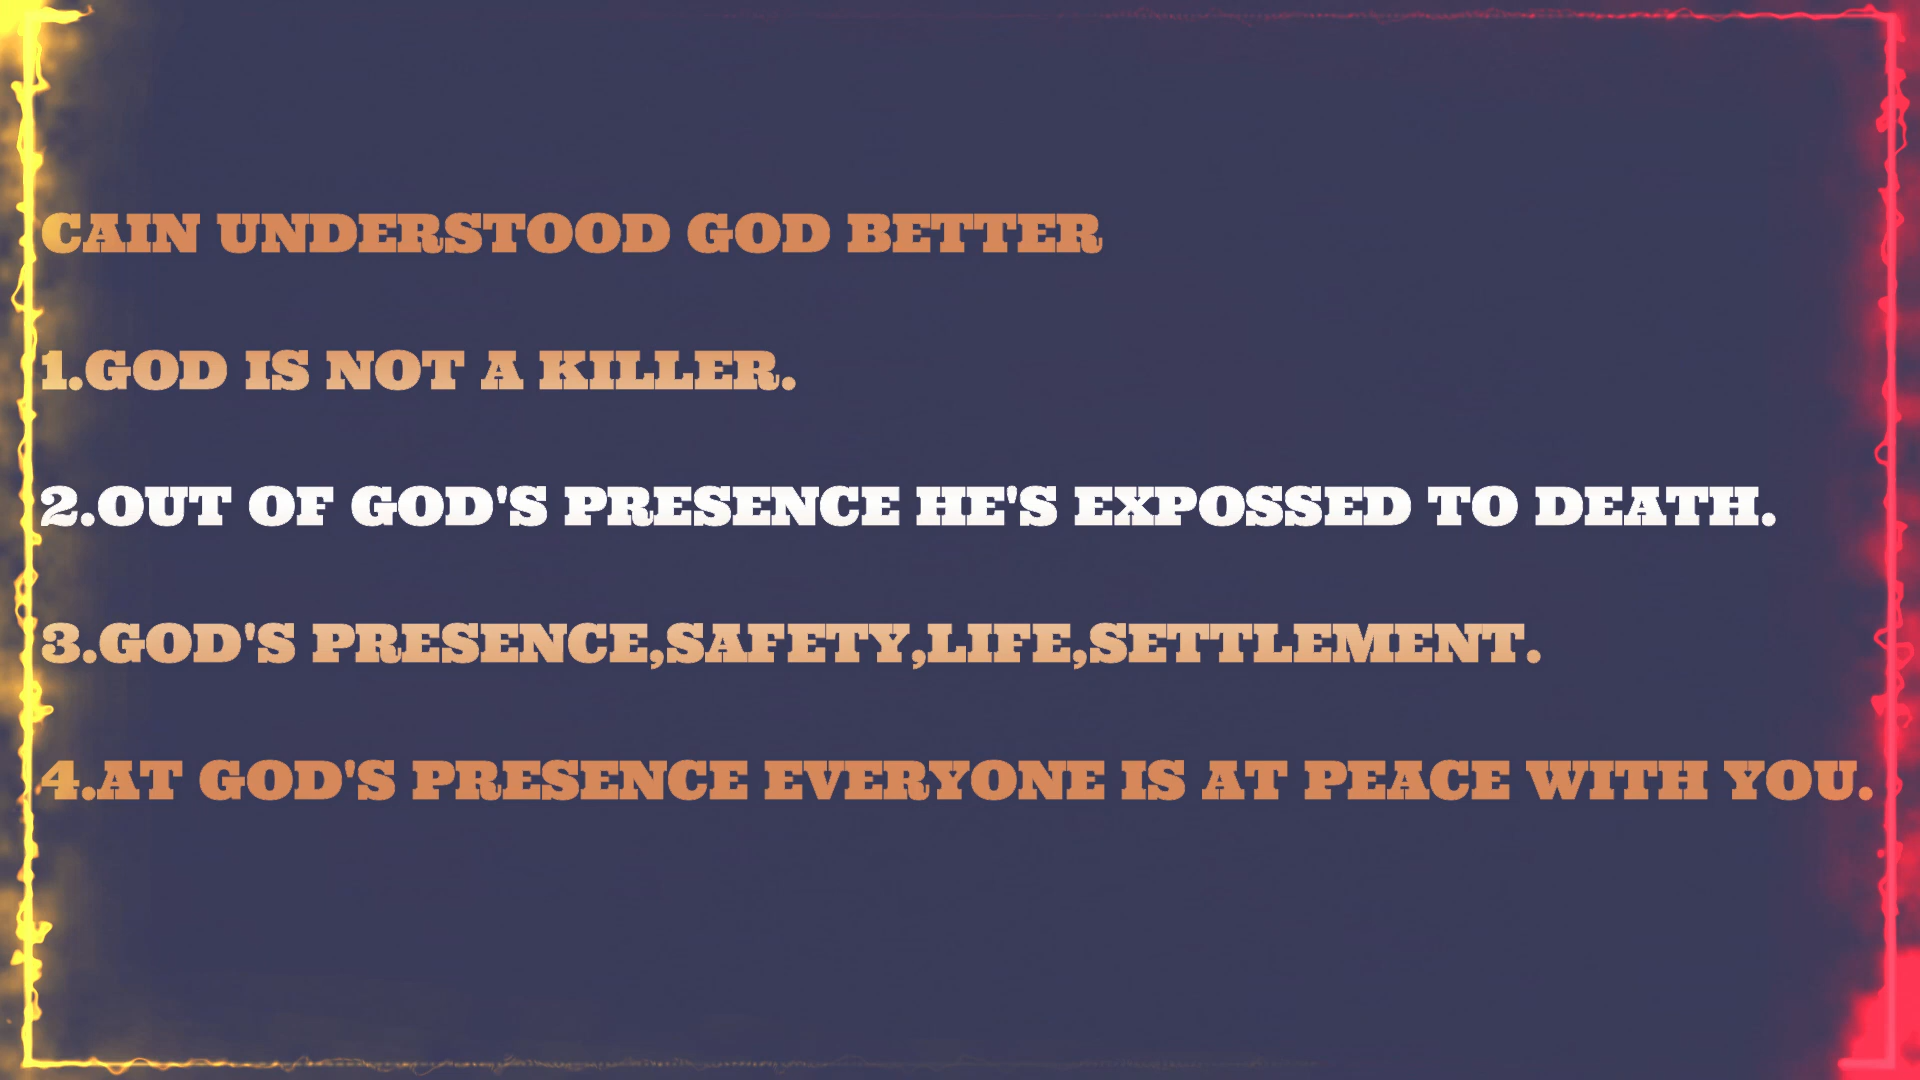 CAIN UNDERSTOOD GOD BETTER
1.GOD IS NOT A KILLER.
2.OUT OF GOD'S PRESENCE HE'S EXPOSSED TO DEATH.
3.GOD'S PRESENCE,SAFETY,LIFE,SETTLEMENT.
4.AT GOD'S PRESENCE EVERYONE IS AT PEACE WITH YOU.